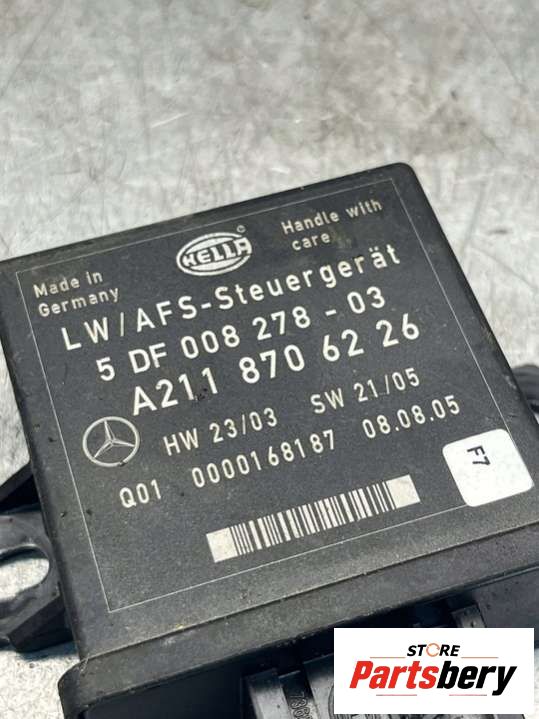 HELLA
Handle with
care
Made in
Germany
LW/AFS-Steuergerät
5 DF 008 278 - 03
A211 870 62 26
HW 23/03 SW 21/05
Q01 0000168187 08.08.05
F7
STORE
Partsbery